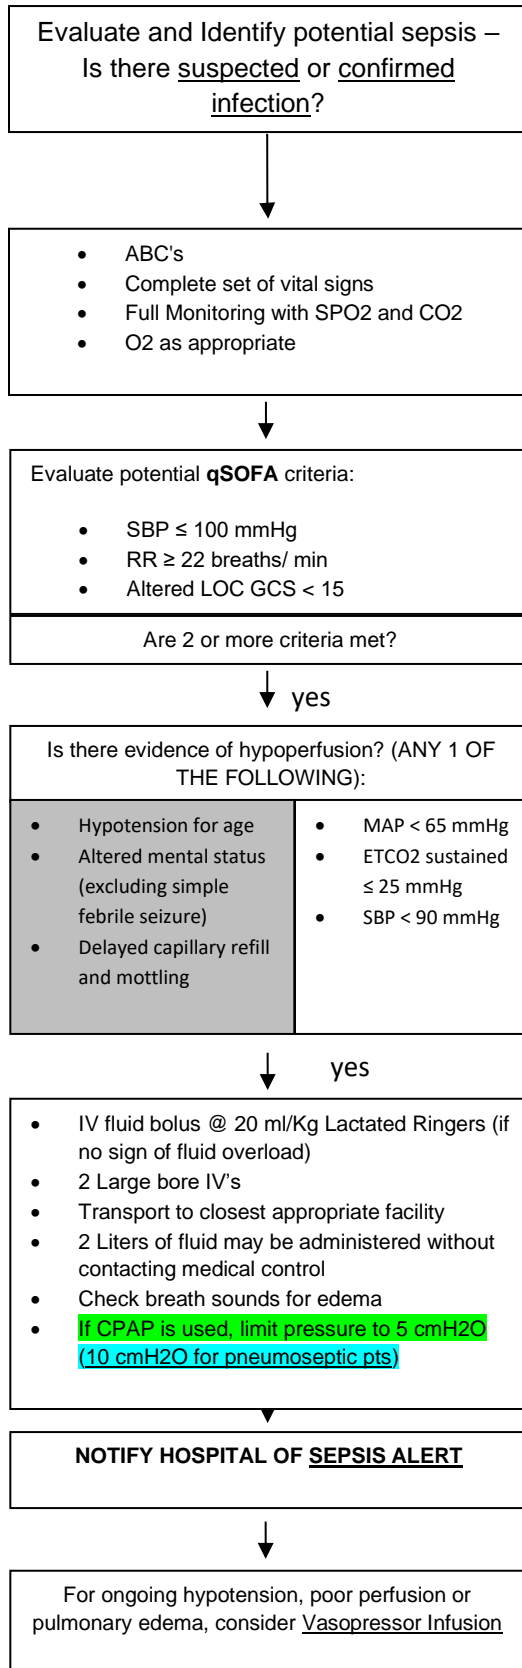 Evaluate and Identify potential sepsis –
Is there suspected or confirmed
infection?
• ABC's
• Complete set of vital signs
• Full Monitoring with SPO2 and CO2
• O2 as appropriate
Evaluate potential qSOFA criteria:
• SBP ≤ 100 mmHg
• RR ≥ 22 breaths/ min
• Altered LOC GCS < 15
Are 2 or more criteria met?
yes
Is there evidence of hypoperfusion? (ANY 1 OF
THE FOLLOWING):
• Hypotension for age
• Altered mental status
(excluding simple
febrile seizure)
• Delayed capillary refill
and mottling
• MAP < 65 mmHg
• ETCO2 sustained
≤ 25 mmHg
• SBP < 90 mmHg
yes
• IV fluid bolus @ 20 ml/Kg Lactated Ringers (if
no sign of fluid overload)
• 2 Large bore IV's
• Transport to closest appropriate facility
• 2 Liters of fluid may be administered without
contacting medical control
• Check breath sounds for edema
• If CPAP is used, limit pressure to 5 cmH2O
(10 cmH2O for pneumoseptic pts)
NOTIFY HOSPITAL OF SEPSIS ALERT
For ongoing hypotension, poor perfusion or
pulmonary edema, consider Vasopressor Infusion